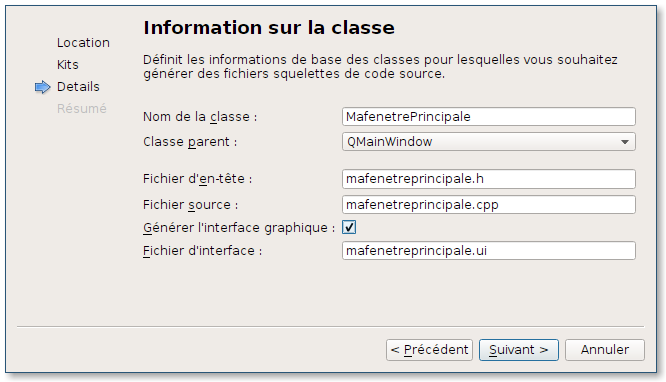 Information sur la classe
Location
Kits
Details
Résumé
Définit les informations de base des classes pour lesquelles vous souhaitez
générer des fichiers squelettes de code source.
Nom de la classe : MafenetrePrincipale
Classe parent : QMainWindow
Fichier d'en-tête : mafenetreprincipale.h
Fichier source : mafenetreprincipale.cpp
Générer l'interface graphique :
Fichier d'interface : mafenetreprincipale.ui
< Précédent Suivant > Annuler